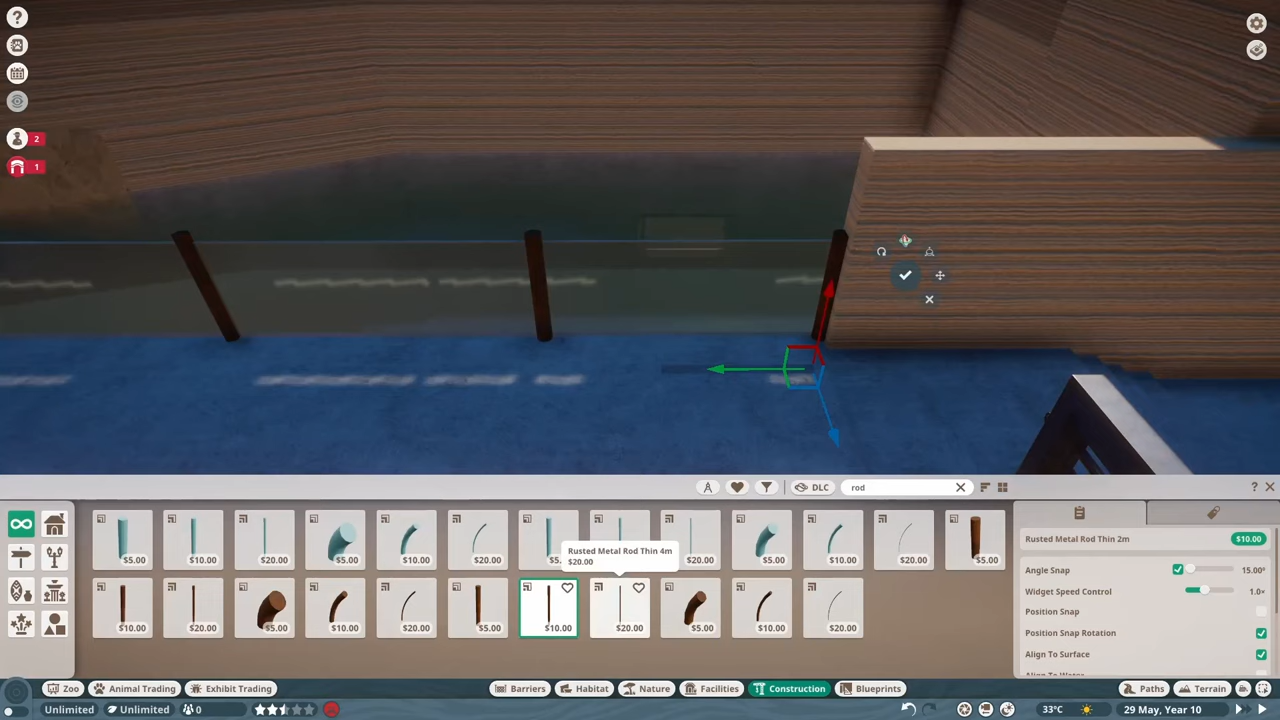 ?
2
1
DLC
rod
?
$5.00
$10.00
$20.00
$5.00
$10.00
$20.00
$5.00
$20.00
$5.00
$10.00
$20.00
$5.00
Rusted Metal Rod Thin 4m
$20.00
$10.00
$20.00
$5.00
$10.00
$20.00
$5.00
$10.00
$20.00
$5.00
$10.00
$20.00
Rusted Metal Rod Thin 2m
$10.00
Angle Snap
15.00°
Widget Speed Control
1.0×
Position Snap
Position Snap Rotation
Align To Surface
Zoo
Animal Trading
Exhibit Trading
Barriers
Habitat
Nature
Facilities
Construction
Blueprints
Paths
Terrain
Unlimited
Unlimited
0
33°C
29 May, Year 10